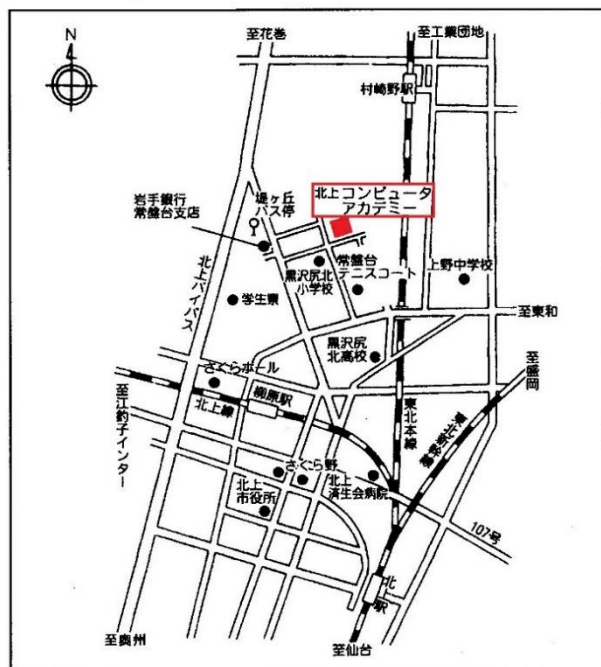 至花巻
至工業団地
N
村崎野駅
北上コンピュータ
アカデミー
岩手銀行
常盤台支店
堤ヶ丘
バス停
北上バイパス
黒沢尻北
小学校
常盤台
テニスコート
上野中学校
学生寮
至東和
黒沢尻
北高校
至盛岡
さくらホール
柳原駅
北上線
至江釣子インター
東北本線
東北新幹線
さくら野
北上
市役所
北上
済生会病院
107号
北上駅
至奥州
至仙台